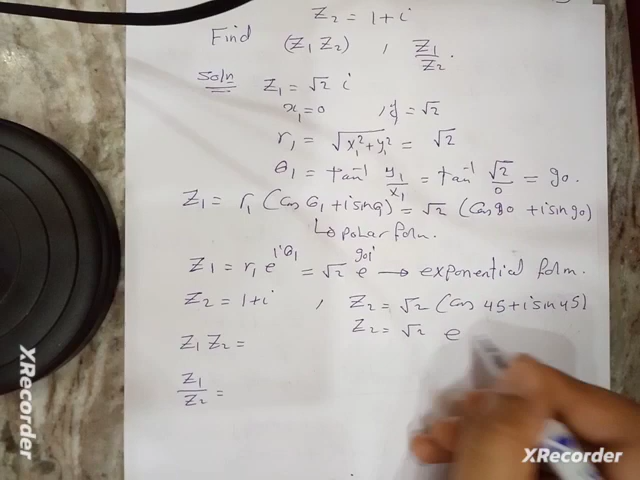 Z₂ = 1+i
Find (Z₁ Z₂) , Z₁/Z₂.
Soln Z₁ = √2 i
x₁=0 , y = √2
r₁ = √(x₁²+y₁²) = √2
θ₁ = tan⁻¹ y₁/x₁ = tan⁻¹ √2/0 = 90.
Z₁ = r₁ (cos θ₁ + i sin θ₁) = √2 (cos 90 + i sin 90)
↳ polar form.
Z₁ = r₁ e^(iθ₁) = √2 e^(90i) → exponential form.
Z₂ = 1+i , Z₂ = √2 (cos 45 + i sin 45)
Z₂ = √2 e
Z₁ Z₂ =
Z₁/Z₂ =
XRecorder
XRecorder